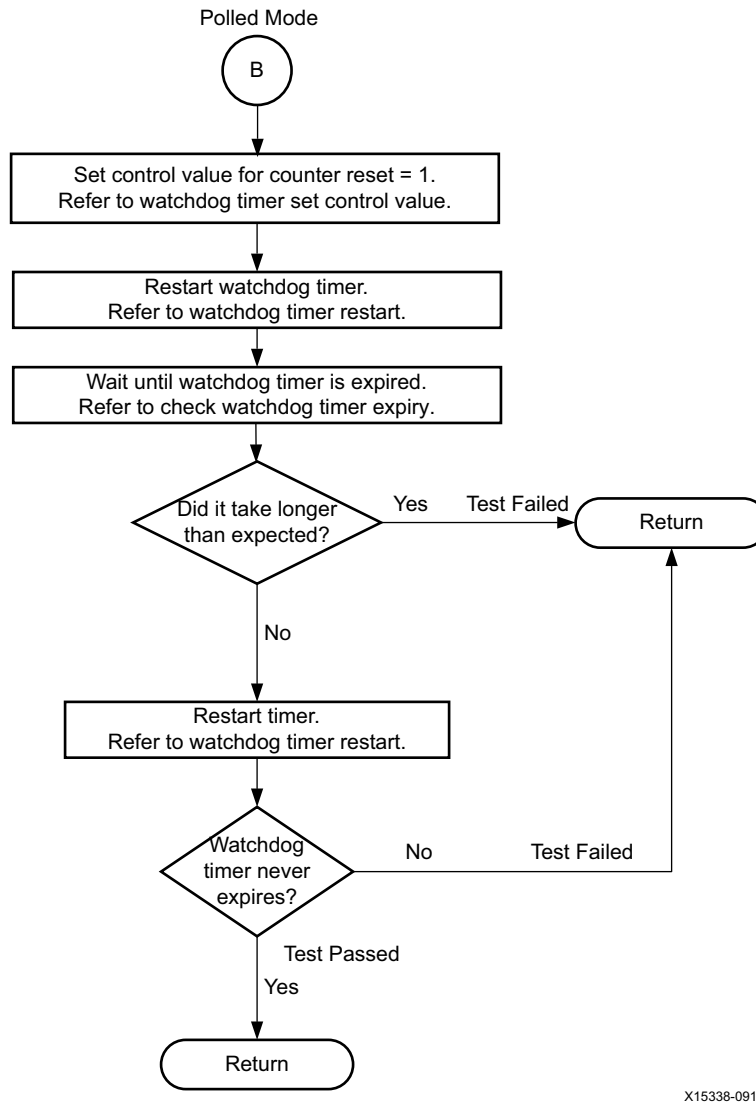 Polled Mode
B
Set control value for counter reset = 1.
Refer to watchdog timer set control value.
Restart watchdog timer.
Refer to watchdog timer restart.
Wait until watchdog timer is expired.
Refer to check watchdog timer expiry.
Did it take longer
than expected?
Yes
Test Failed
Return
No
Restart timer.
Refer to watchdog timer restart.
Watchdog
timer never
expires?
No
Test Failed
Test Passed
Yes
Return
X15338-091